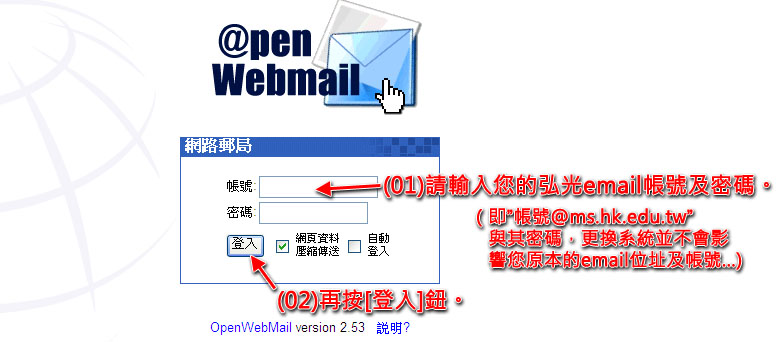 @pen
Webmail
網路郵局
帳號:
(01)請輸入您的弘光email帳號及密碼。
密碼:
(即"帳號@ms.hk.edu.tw"
與其密碼，更換系統並不會影
響您原本的email位址及帳號...)
登入
網頁資料
壓縮傳送
自動
登入
(02)再按[登入]鈕。
OpenWebMail version 2.53 說明?